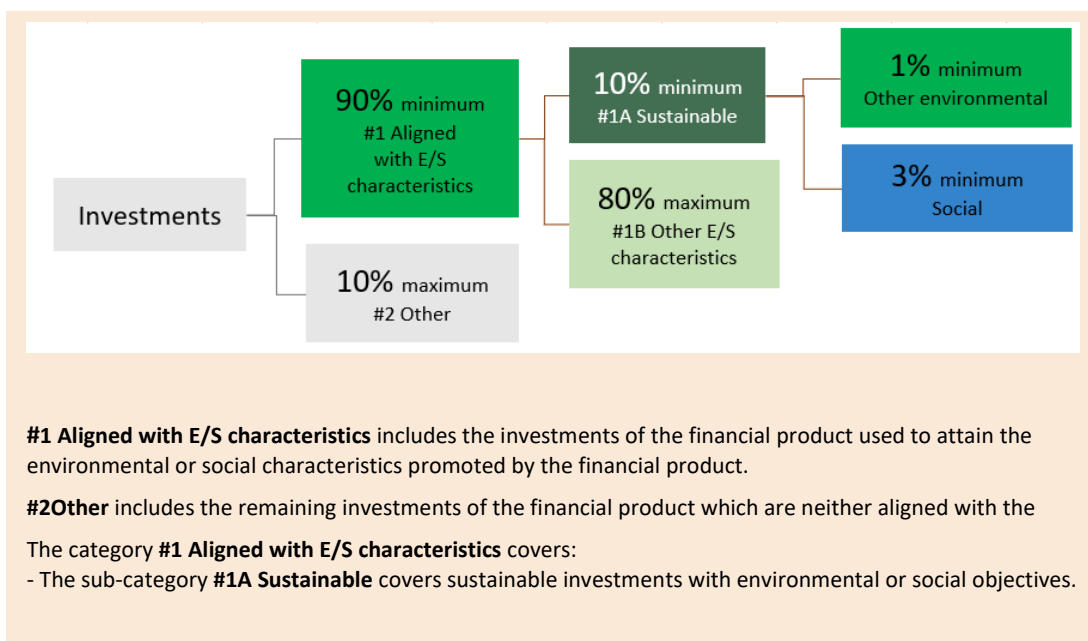 90% minimum
#1 Aligned
with E/S
characteristics
10% minimum
#1A Sustainable
1% minimum
Other environmental
3% minimum
Social
80% maximum
#1B Other E/S
characteristics
Investments
10% maximum
#2 Other
#1 Aligned with E/S characteristics includes the investments of the financial product used to attain the
environmental or social characteristics promoted by the financial product.
#2Other includes the remaining investments of the financial product which are neither aligned with the
The category #1 Aligned with E/S characteristics covers:
- The sub-category #1A Sustainable covers sustainable investments with environmental or social objectives.